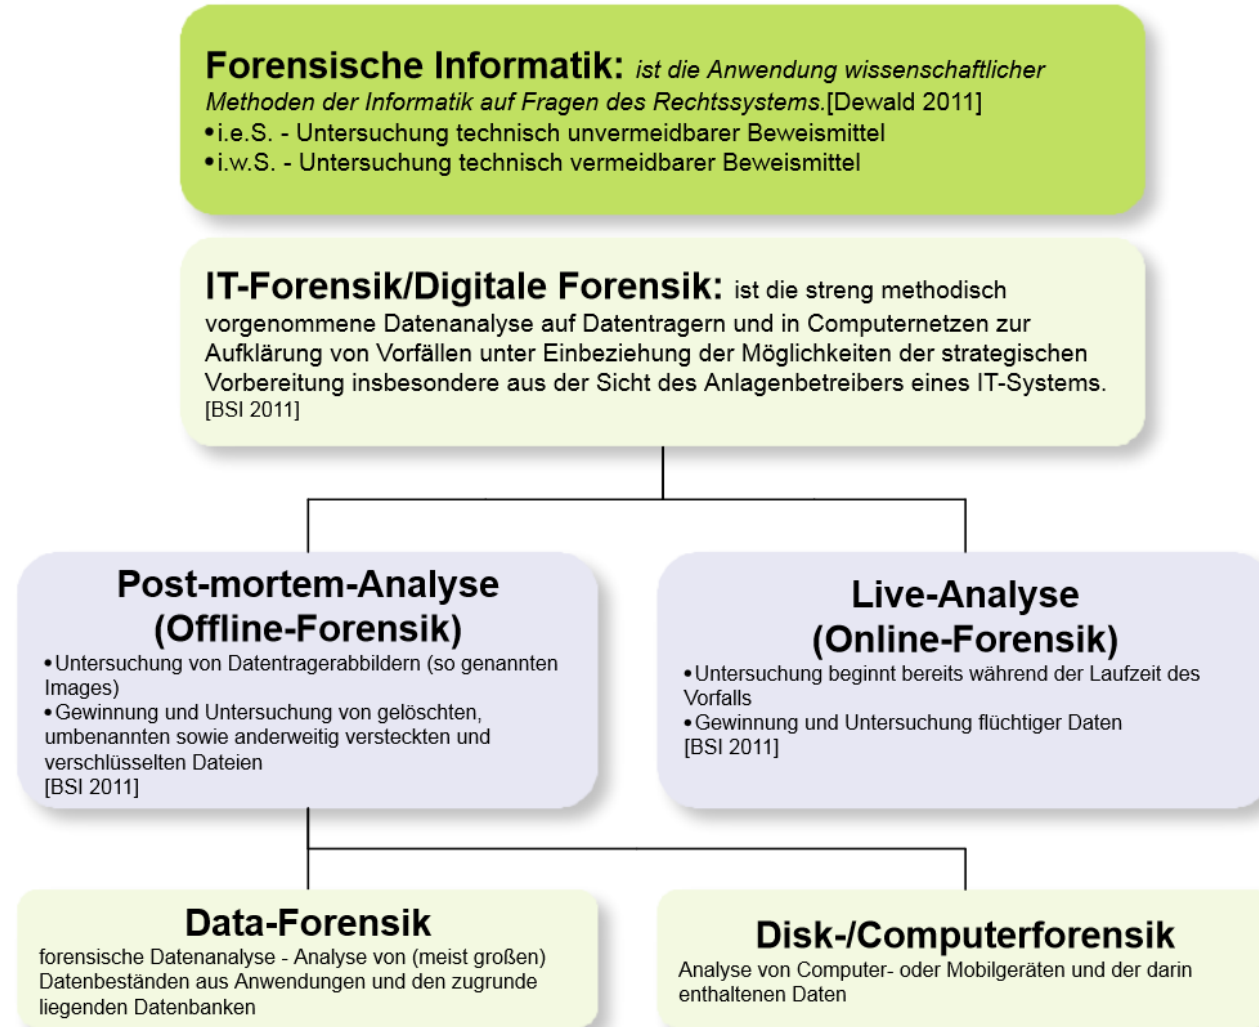 Forensische Informatik: ist die Anwendung wissenschaftlicher
Methoden der Informatik auf Fragen des Rechtssystems.[Dewald 2011]
•i.e.S. - Untersuchung technisch unvermeidbarer Beweismittel
•i.w.S. - Untersuchung technisch vermeidbarer Beweismittel
IT-Forensik/Digitale Forensik: ist die streng methodisch
vorgenommene Datenanalyse auf Datentragern und in Computernetzen zur
Aufklärung von Vorfällen unter Einbeziehung der Möglichkeiten der strategischen
Vorbereitung insbesondere aus der Sicht des Anlagenbetreibers eines IT-Systems.
[BSI 2011]
Post-mortem-Analyse
(Offline-Forensik)
•Untersuchung von Datentragerabbildern (so genannten
Images)
•Gewinnung und Untersuchung von gelöschten,
umbenannten sowie anderweitig versteckten und
verschlüsselten Dateien
[BSI 2011]
Live-Analyse
(Online-Forensik)
•Untersuchung beginnt bereits während der Laufzeit des
Vorfalls
•Gewinnung und Untersuchung flüchtiger Daten
[BSI 2011]
Data-Forensik
forensische Datenanalyse - Analyse von (meist großen)
Datenbeständen aus Anwendungen und den zugrunde
liegenden Datenbanken
Disk-/Computerforensik
Analyse von Computer- oder Mobilgeräten und der darin
enthaltenen Daten